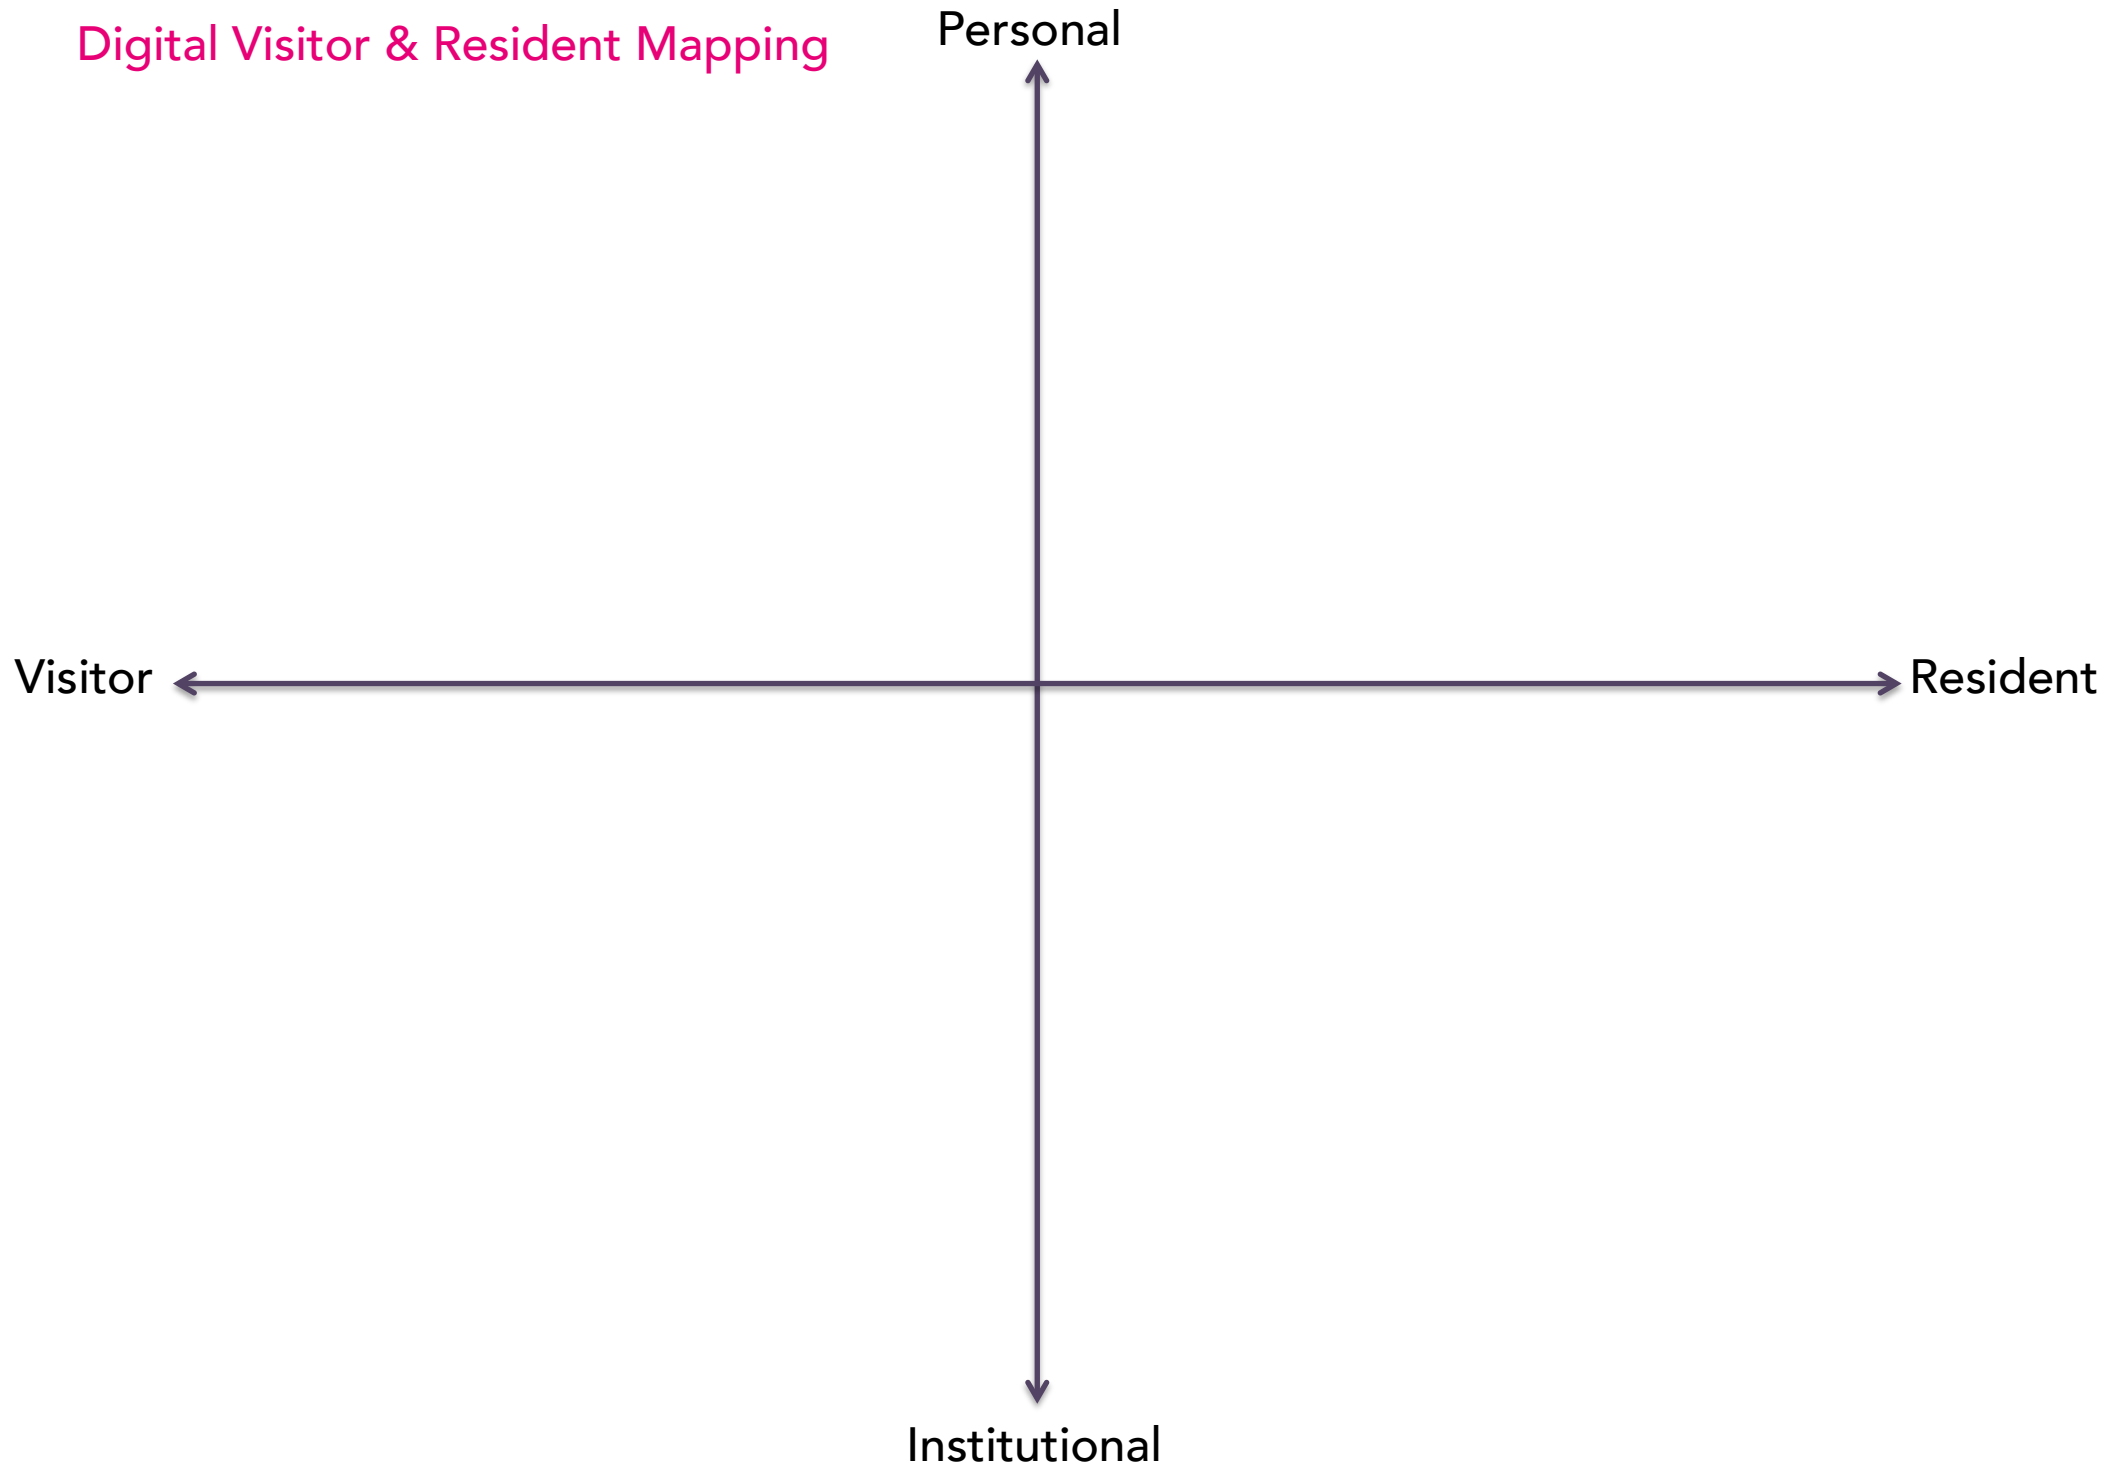 Digital Visitor & Resident Mapping
Personal
Visitor
Resident
Institutional